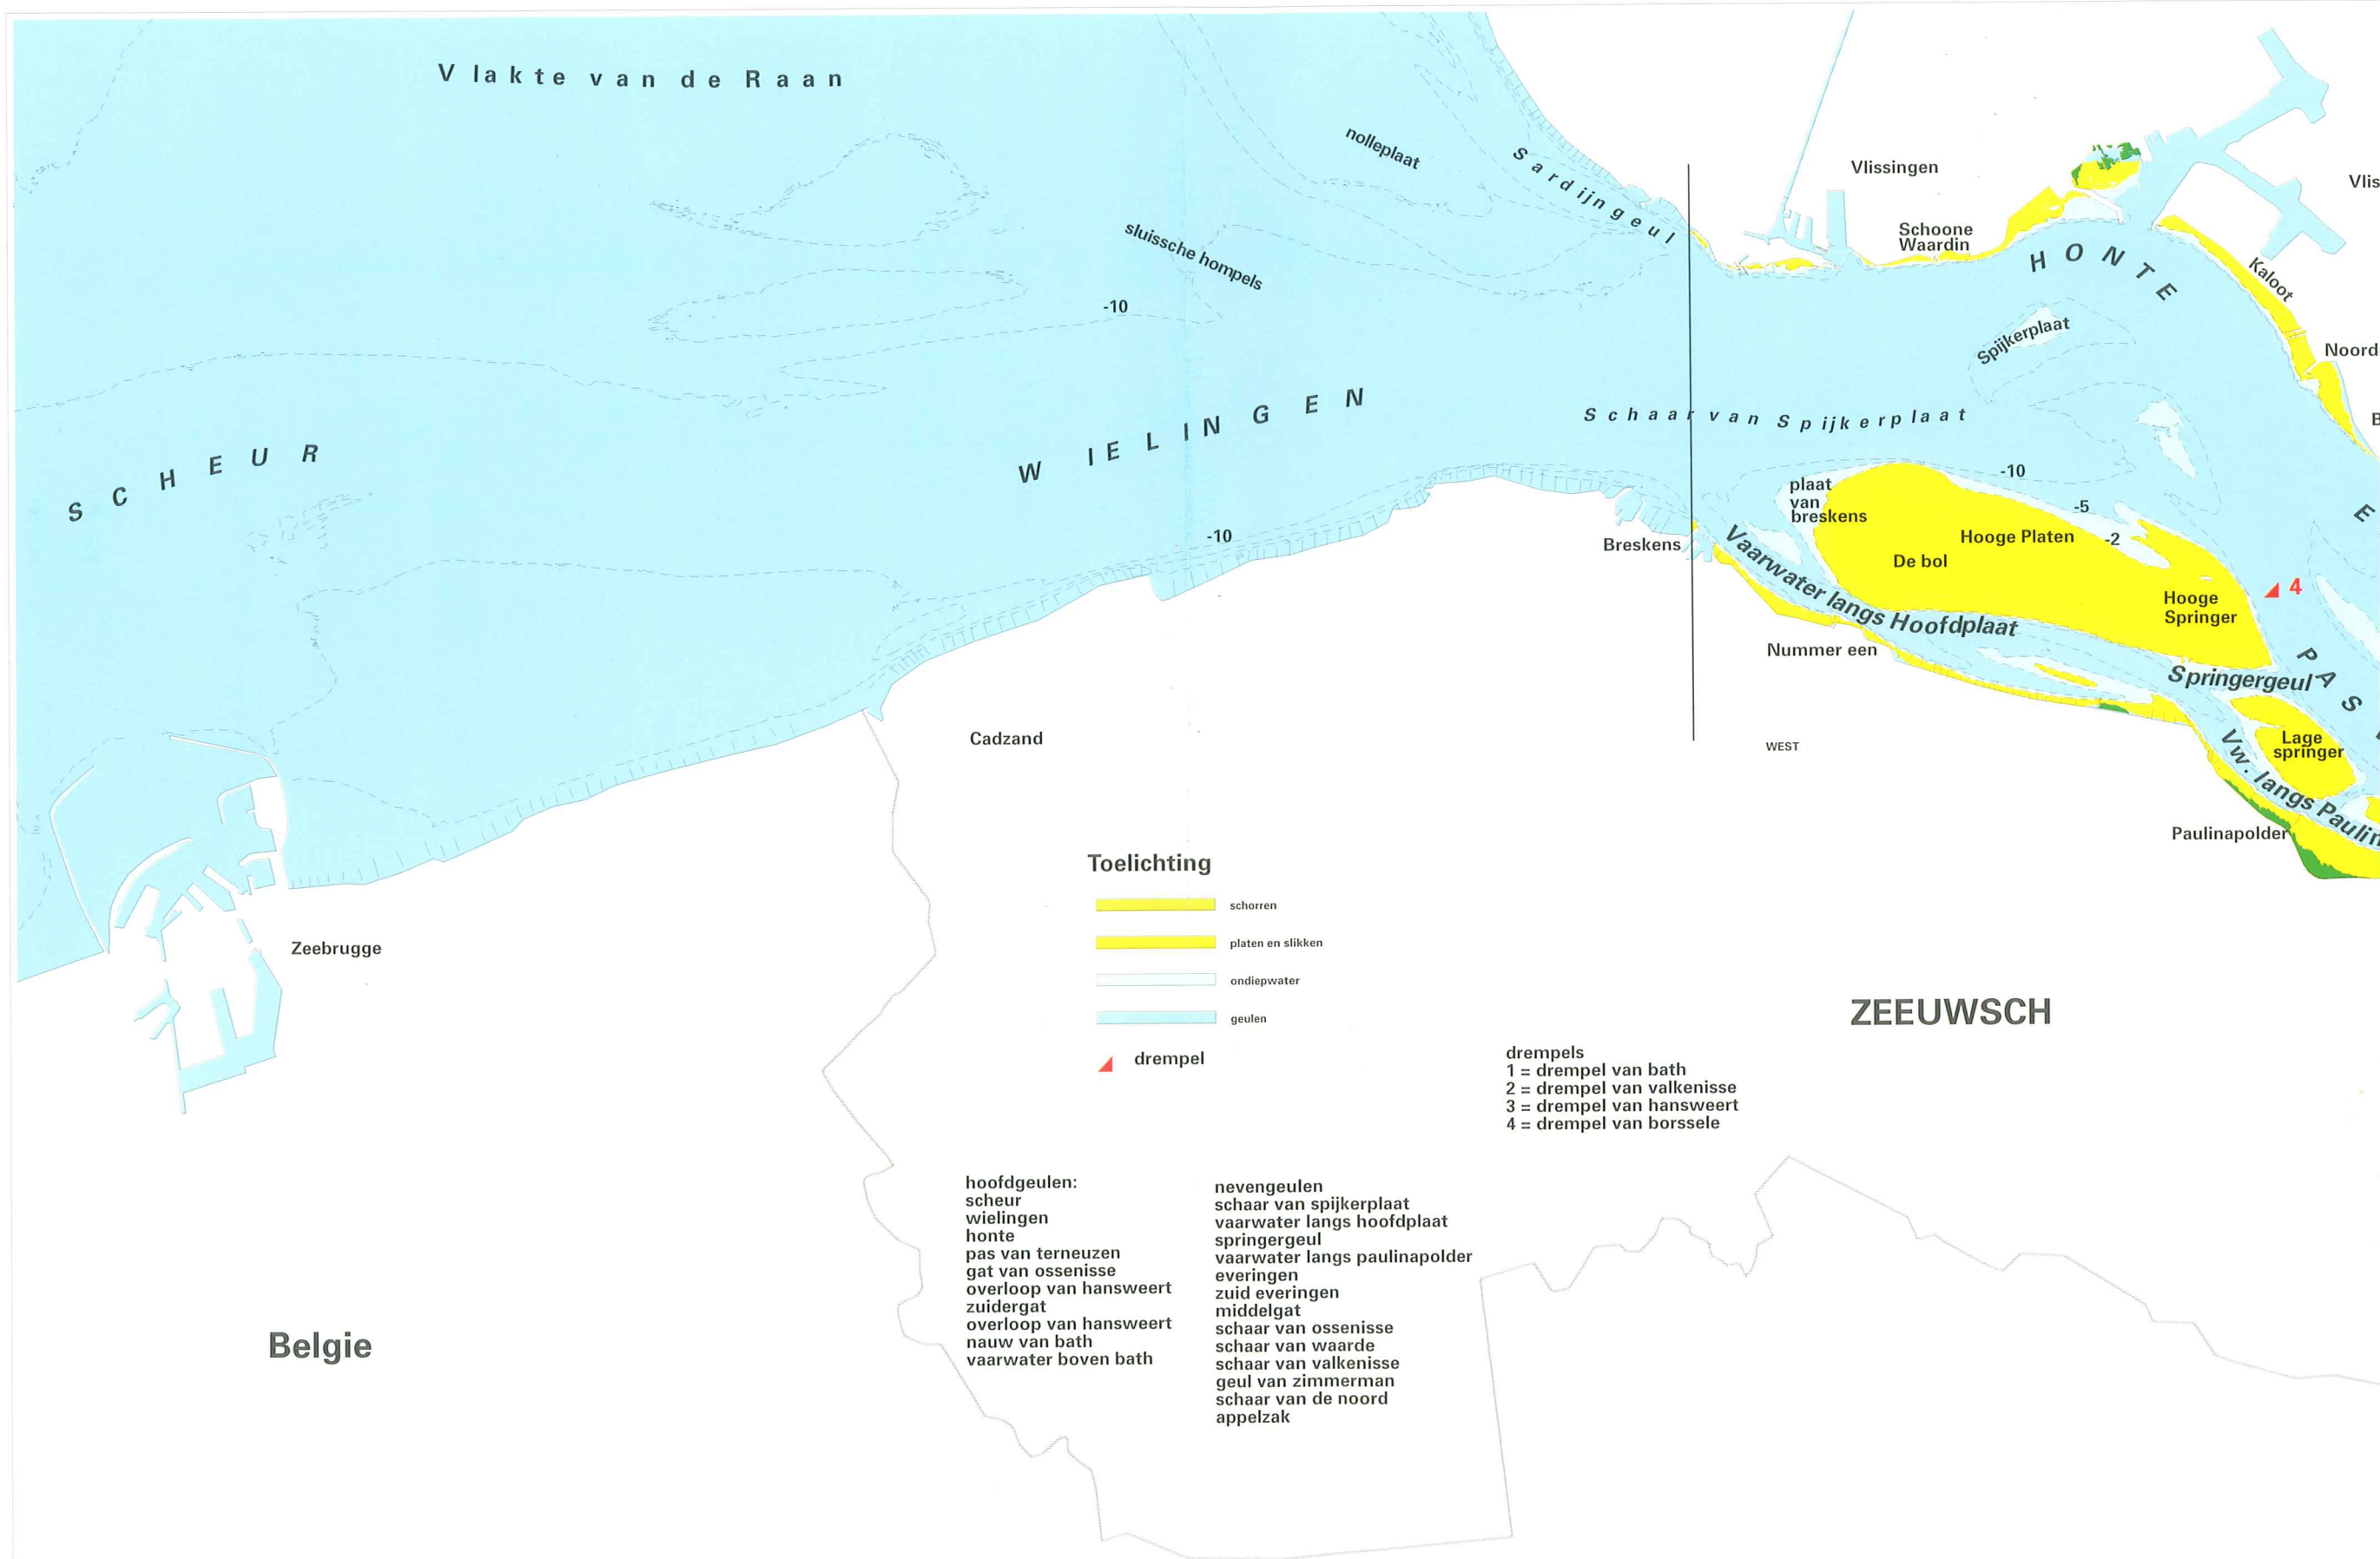 Vlakte van de Raan
nolleplaat
Sardijngeul
sluissche hompels
-10
Vlissingen
Vlis
Schoone
Waardin
HONTE
Kaloot
Spijkerplaat
Noord
SCHEUR
WIELINGEN
Schaar van Spijkerplaat
-10
plaat
van
breskens
-5
-10
Breskens
Hooge Platen
-2
De bol
E
Vaarwater langs Hoofdplaat
Hooge
Springer
4
Nummer een
Springergeul
PAS
Cadzand
WEST
Lage
springer
Vw. langs Paulin
Paulinapolder
Zeebrugge
Toelichting
schorren
platen en slikken
ondiepwater
geulen
drempel
ZEEUWSCH
drempels
1 = drempel van bath
2 = drempel van valkenisse
3 = drempel van hansweert
4 = drempel van borssele
Belgie
hoofdgeulen:
scheur
wielingen
honte
pas van terneuzen
gat van ossenisse
overloop van hansweert
zuidergat
overloop van hansweert
nauw van bath
vaarwater boven bath
nevengeulen
schaar van spijkerplaat
vaarwater langs hoofdplaat
springergeul
vaarwater langs paulinapolder
everingen
zuid everingen
middelgat
schaar van ossenisse
schaar van waarde
schaar van valkenisse
geul van zimmerman
schaar van de noord
appelzak